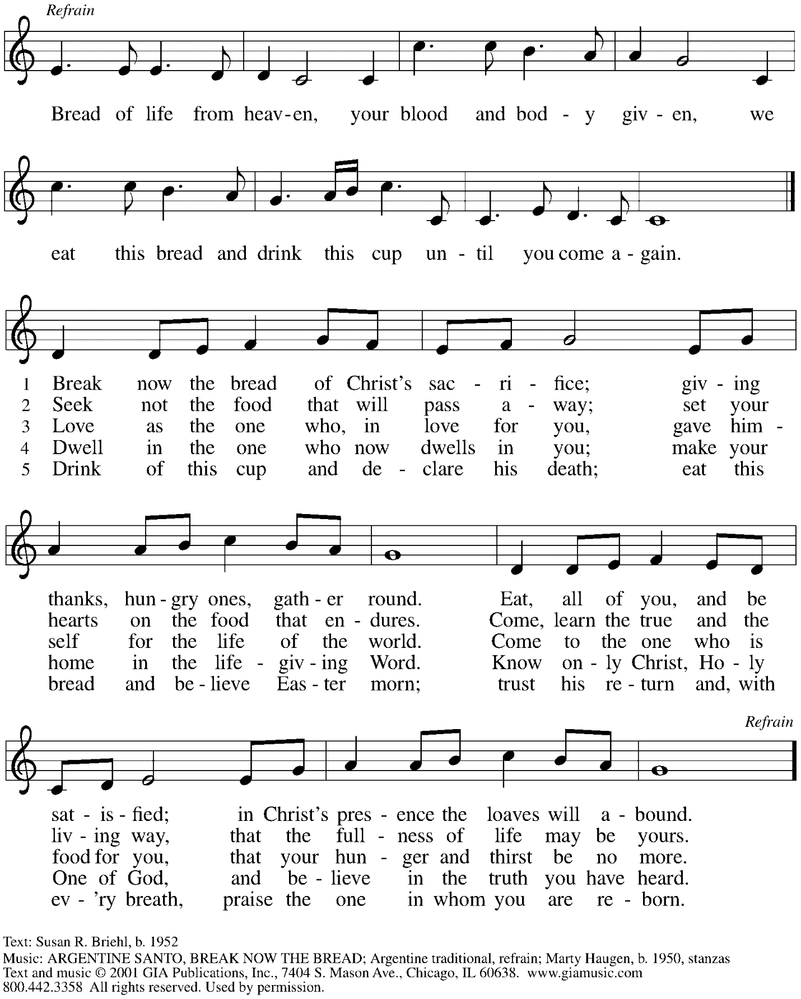 Refrain
Bread of life from heav-en, your blood and bod - y giv - en, we
eat this bread and drink this cup un - til you come a - gain.
1 Break now the bread of Christ's sac - ri - fice; giv - ing
2 Seek not the food that will pass a - way; set your
3 Love as the one who, in love for you, gave him -
4 Dwell in the one who now dwells in you; make your
5 Drink of this cup and de - clare his death; eat this
thanks, hun - gry ones, gath - er round. Eat, all of you, and be
hearts on the food that en - dures. Come, learn the true and the
self for the life of the world. Come to the one who is
home in the life - giv - ing Word. Know on - ly Christ, Ho - ly
bread and be - lieve Eas - ter morn; trust his re - turn and, with
Refrain
sat - is - fied; in Christ's pres - ence the loaves will a - bound.
liv - ing way, that the full - ness of life may be yours.
food for you, that your hun - ger and thirst be no more.
One of God, and be - lieve in the truth you have heard.
ev - 'ry breath, praise the one in whom you are re - born.
Text: Susan R. Briehl, b. 1952
Music: ARGENTINE SANTO, BREAK NOW THE BREAD; Argentine traditional, refrain; Marty Haugen, b. 1950, stanzas
Text and music © 2001 GIA Publications, Inc., 7404 S. Mason Ave., Chicago, IL 60638. www.giamusic.com
800.442.3358 All rights reserved. Used by permission.